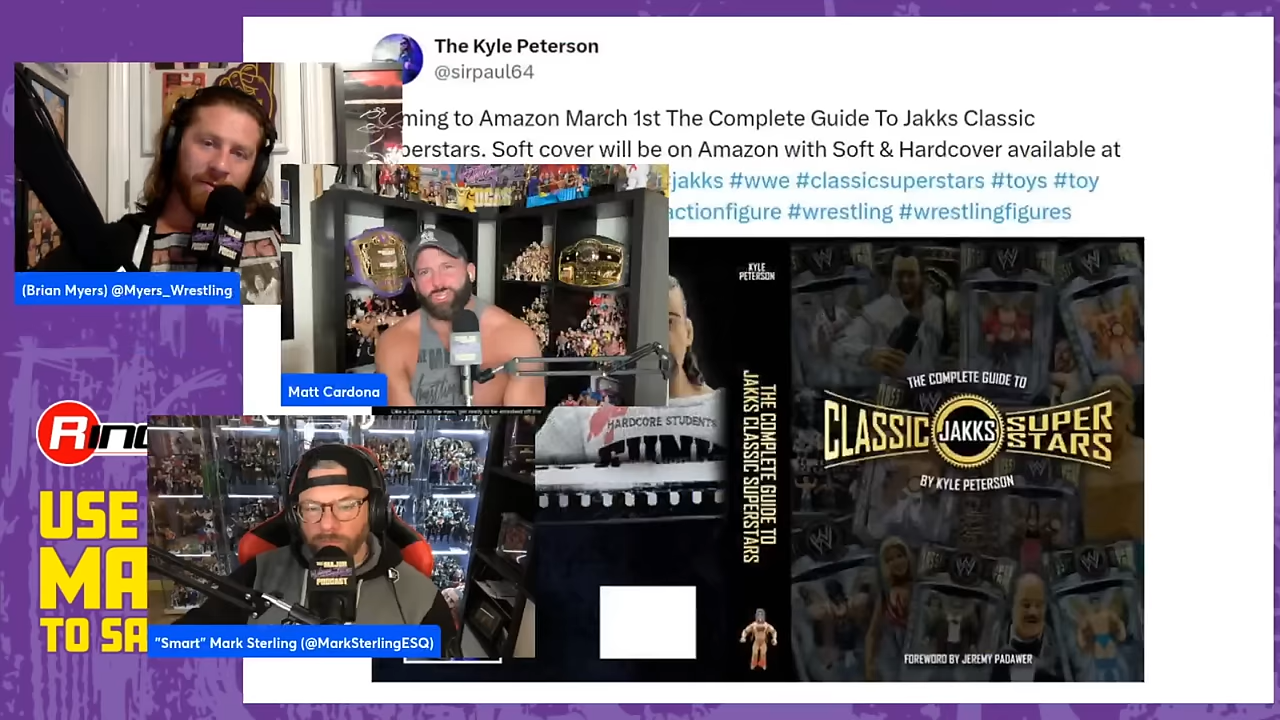 The Kyle Peterson
@sirpaul64
ming to Amazon March 1st The Complete Guide To Jakks Classic
perstars. Soft cover will be on Amazon with Soft & Hardcover available at
jakks #wwe #classicsuperstars #toys #toy
actionfigure #wrestling #wrestlingfigures
(Brian Myers) @Myers_Wrestling
Matt Cardona
"Smart" Mark Sterling (@MarkSterlingESQ)
RING
USE
MA
TO SA
HARDCORE STUDENTS
FUNK
KYLE
PETERSON
THE COMPLETE GUIDE TO
JAKKS CLASSIC SUPERSTARS
THE COMPLETE GUIDE TO
CLASSIC JAKKS SUPER
STARS
BY KYLE PETERSON
FOREWORD BY JEREMY PADAWER